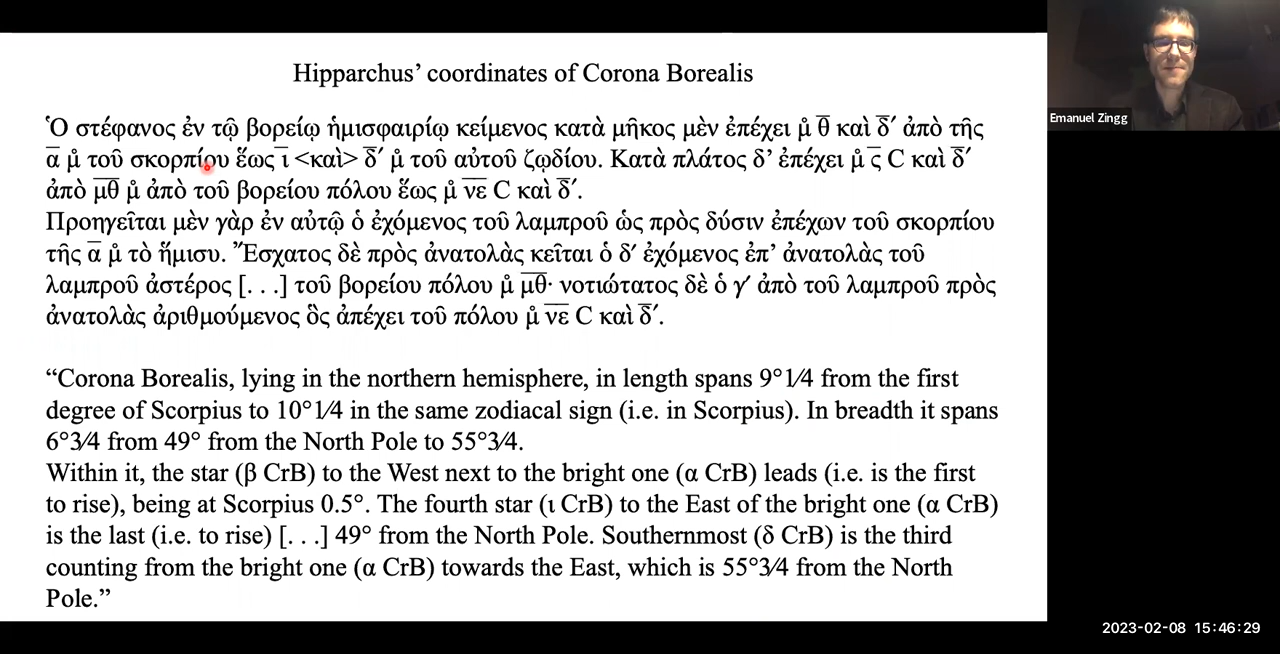 Hipparchus’ coordinates of Corona Borealis
Ὁ στέφανος ἐν τῷ βορείῳ ἡμισφαιρίῳ κείμενος κατὰ μῆκος μὲν ἐπέχει μ̊ θ̅ καὶ δ̅′ ἀπὸ τῆς
α̅ μ̊ τοῦ σκορπίου ἕως ι̅ <καὶ> δ̅′ μ̊ τοῦ αὐτοῦ ζῳδίου. Κατὰ πλάτος δ’ ἐπέχει μ̊ ς̅ C καὶ δ̅′
ἀπὸ μ̅θ̅ μ̊ ἀπὸ τοῦ βορείου πόλου ἕως μ̊ ν̅ε̅ C καὶ δ̅′.
Προηγεῖται μὲν γὰρ ἐν αὐτῷ ὁ ἐχόμενος τοῦ λαμπροῦ ὡς πρὸς δύσιν ἐπέχων τοῦ σκορπίου
τῆς α̅ μ̊ τὸ ἥμισυ. Ἔσχατος δὲ πρὸς ἀνατολὰς κεῖται ὁ δ′ ἐχόμενος ἐπ’ ἀνατολὰς τοῦ
λαμπροῦ ἀστέρος [. . .] τοῦ βορείου πόλου μ̊ μ̅θ̅· νοτιώτατος δὲ ὁ γ′ ἀπὸ τοῦ λαμπροῦ πρὸς
ἀνατολὰς ἀριθμούμενος ὃς ἀπέχει τοῦ πόλου μ̊ ν̅ε̅ C καὶ δ̅′.
“Corona Borealis, lying in the northern hemisphere, in length spans 9°1⁄4 from the first
degree of Scorpius to 10°1⁄4 in the same zodiacal sign (i.e. in Scorpius). In breadth it spans
6°3⁄4 from 49° from the North Pole to 55°3⁄4.
Within it, the star (β CrB) to the West next to the bright one (α CrB) leads (i.e. is the first
to rise), being at Scorpius 0.5°. The fourth star (ι CrB) to the East of the bright one (α CrB)
is the last (i.e. to rise) [. . .] 49° from the North Pole. Southernmost (δ CrB) is the third
counting from the bright one (α CrB) towards the East, which is 55°3⁄4 from the North
Pole.”
Emanuel Zingg
2023-02-08 15:46:29